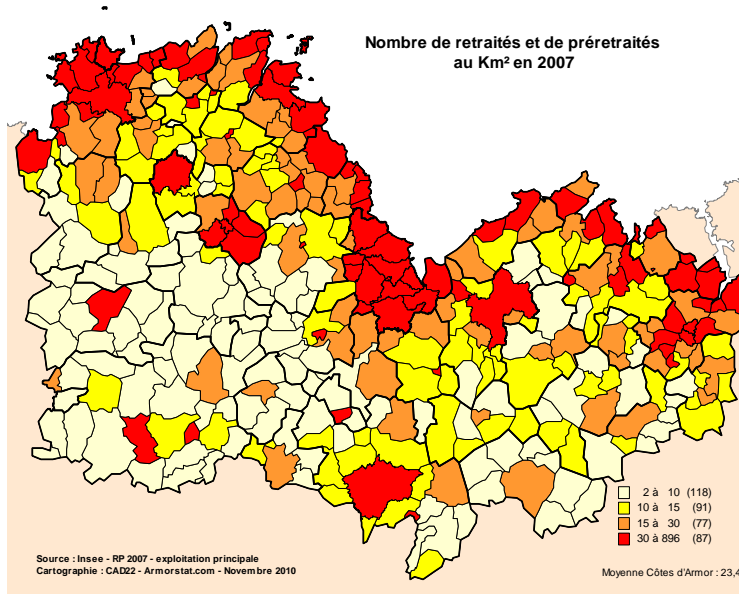 Nombre de retraités et de préretraités
au Km² en 2007
2 à 10 (118)
10 à 15 (91)
15 à 30 (77)
30 à 896 (87)
Source : Insee - RP 2007 - exploitation principale
Cartographie : CAD22 - Armorstat.com - Novembre 2010
Moyenne Côtes d'Armor : 23,4